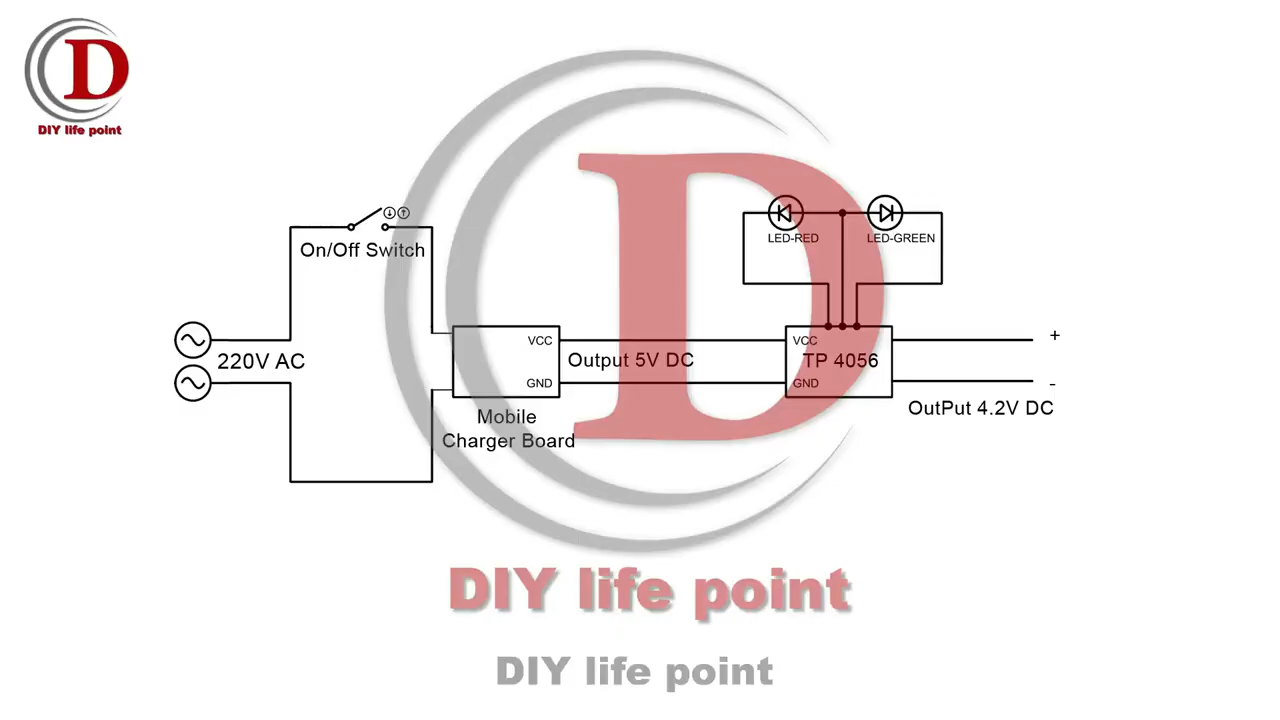 D
DIY life point
On/Off Switch
LED-RED
LED-GREEN
220V AC
VCC
GND
Output 5V DC
VCC
TP 4056
GND
+
-
OutPut 4.2V DC
Mobile
Charger Board
D
DIY life point
DIY life point